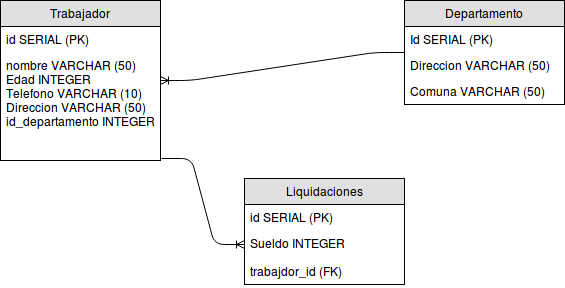 Trabajador
id SERIAL (PK)
nombre VARCHAR (50)
Edad INTEGER
Telefono VARCHAR (10)
Direccion VARCHAR (50)
id_departamento INTEGER
Departamento
Id SERIAL (PK)
Direccion VARCHAR (50)
Comuna VARCHAR (50)
Liquidaciones
id SERIAL (PK)
Sueldo INTEGER
trabajdor_id (FK)